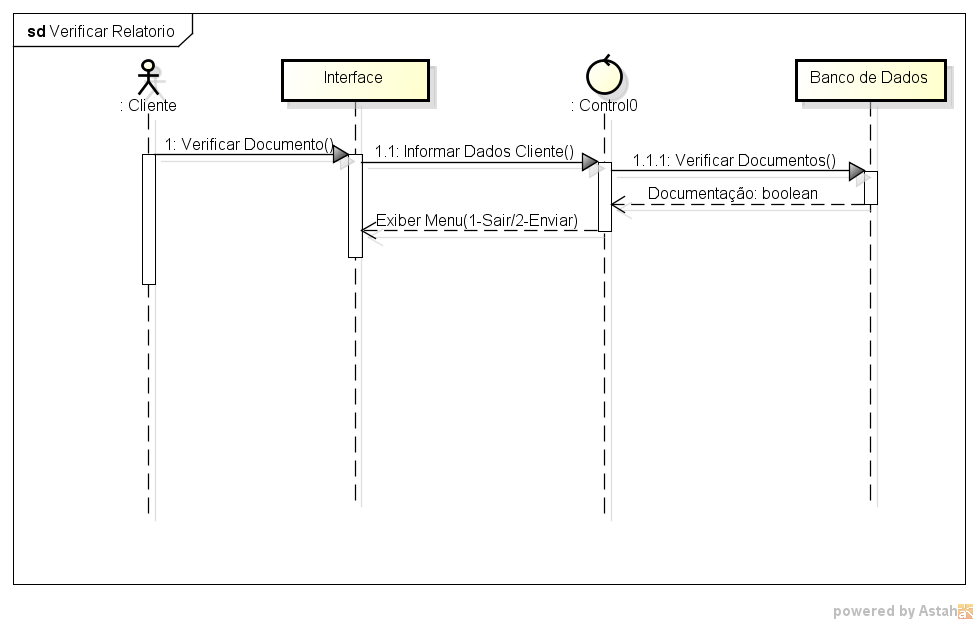 sd Verificar Relatorio
Interface
Banco de Dados
: Cliente
: Control0
1: Verificar Documento()
1.1: Informar Dados Cliente()
1.1.1: Verificar Documentos()
Documentação: boolean
Exiber Menu(1-Sair/2-Enviar)
powered by Astah